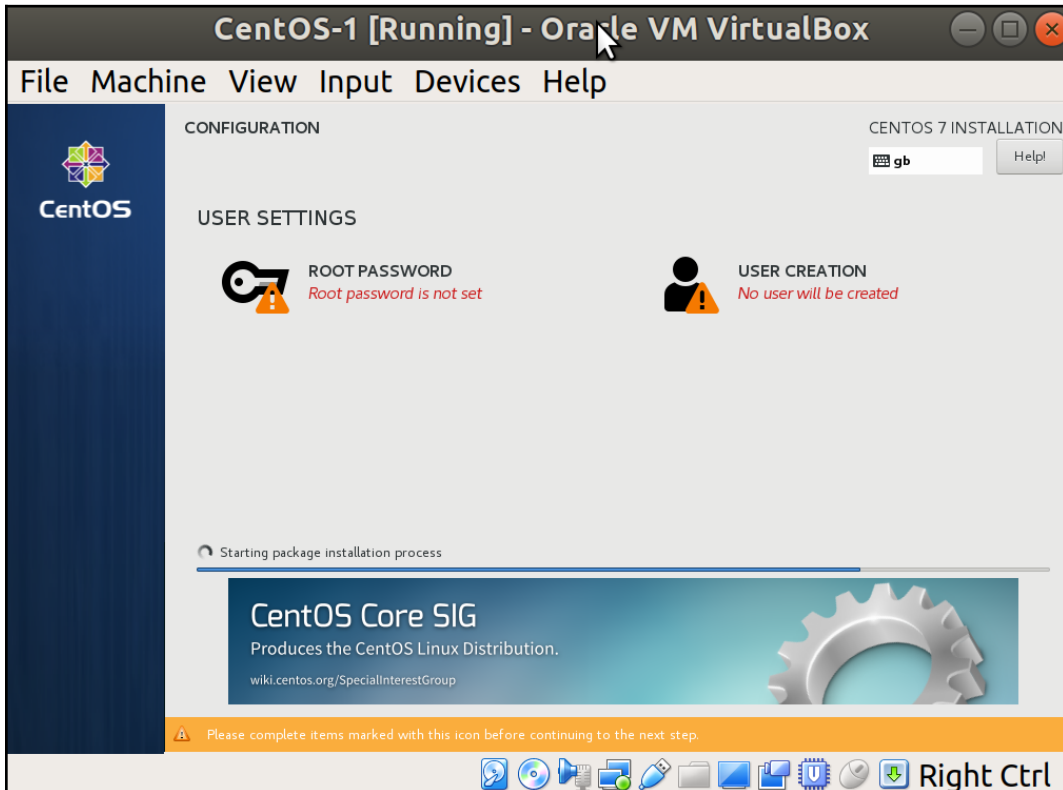 CentOS-1 [Running] - Oracle VM VirtualBox
File Machine View Input Devices Help
CentOS
CONFIGURATION
CENTOS 7 INSTALLATION
gb
Help!
USER SETTINGS
ROOT PASSWORD
Root password is not set
USER CREATION
No user will be created
Starting package installation process
CentOS Core SIG
Produces the CentOS Linux Distribution.
wiki.centos.org/SpecialInterestGroup
Please complete items marked with this icon before continuing to the next step.
Right Ctrl